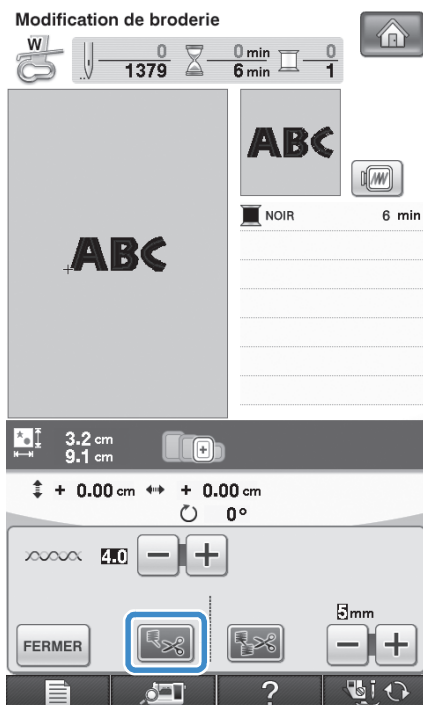 Modification de broderie
W
0 0 min 0
1379 6 min 1
ABC
NOIR 6 min
ABC
3.2 cm
9.1 cm
+ 0.00 cm + 0.00 cm
0°
4.0 - +
5mm
FERMER - +
?